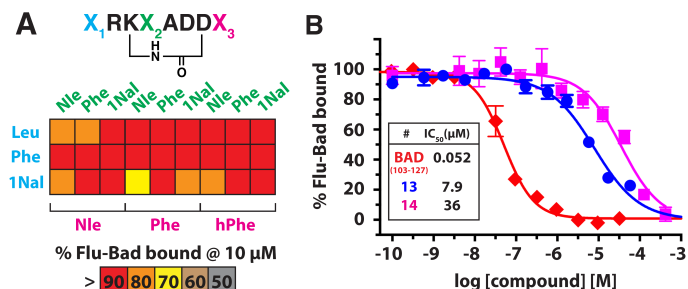 A
X1RKX2ADDX3
H
N
O
Nle Phe 1Nal Nle Phe 1Nal Nle Phe 1Nal
Leu
Phe
1Nal
Nle Phe hPhe
% Flu-Bad bound @ 10 µM
> 90 80 70 60 50
B
% Flu-Bad bound
100
80
60
40
20
0
# IC50(µM)
BAD 0.052
(103-127)
13 7.9
14 36
-10 -9 -8 -7 -6 -5 -4 -3
log [compound] [M]